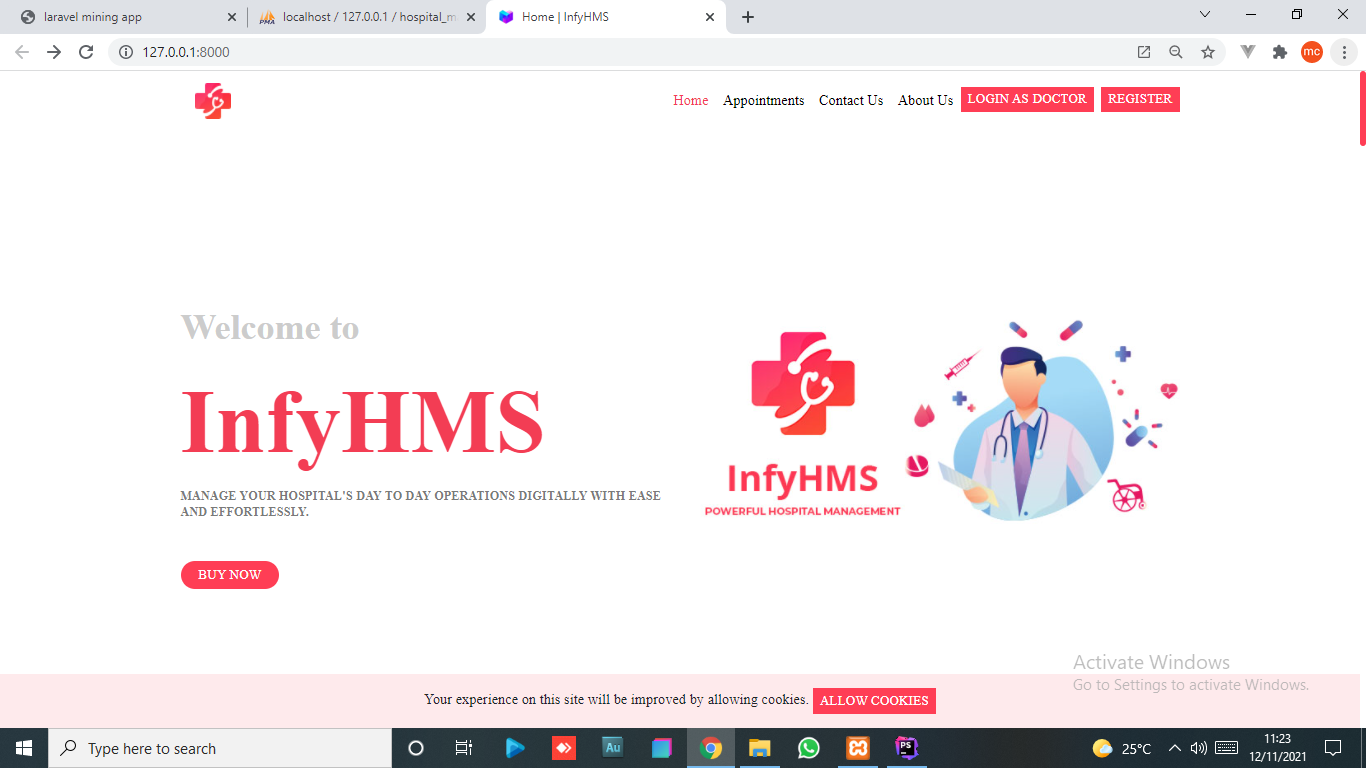 laravel mining app
localhost / 127.0.0.1 / hospital_m
Home | InfyHMS
127.0.0.1:8000
mc
Home Appointments Contact Us About Us LOGIN AS DOCTOR REGISTER
Welcome to
InfyHMS
MANAGE YOUR HOSPITAL'S DAY TO DAY OPERATIONS DIGITALLY WITH EASE
AND EFFORTLESSLY.
BUY NOW
InfyHMS
POWERFUL HOSPITAL MANAGEMENT
Activate Windows
Go to Settings to activate Windows.
Your experience on this site will be improved by allowing cookies. ALLOW COOKIES
Type here to search
Au
PS
25°C
11:23
12/11/2021